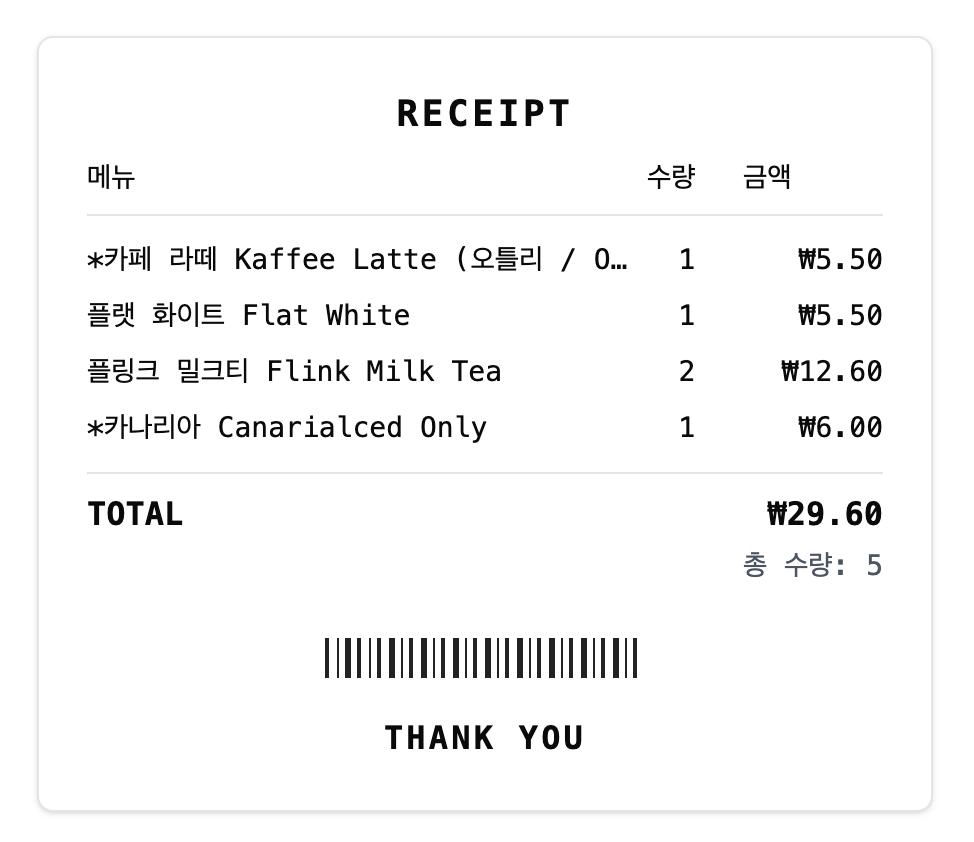 RECEIPT
메뉴 수량 금액
*카페 라떼 Kaffee Latte (오틀리 / O… 1 ₩5.50
플랫 화이트 Flat White 1 ₩5.50
플링크 밀크티 Flink Milk Tea 2 ₩12.60
*카나리아 Canarialced Only 1 ₩6.00
TOTAL ₩29.60
총 수량: 5
THANK YOU